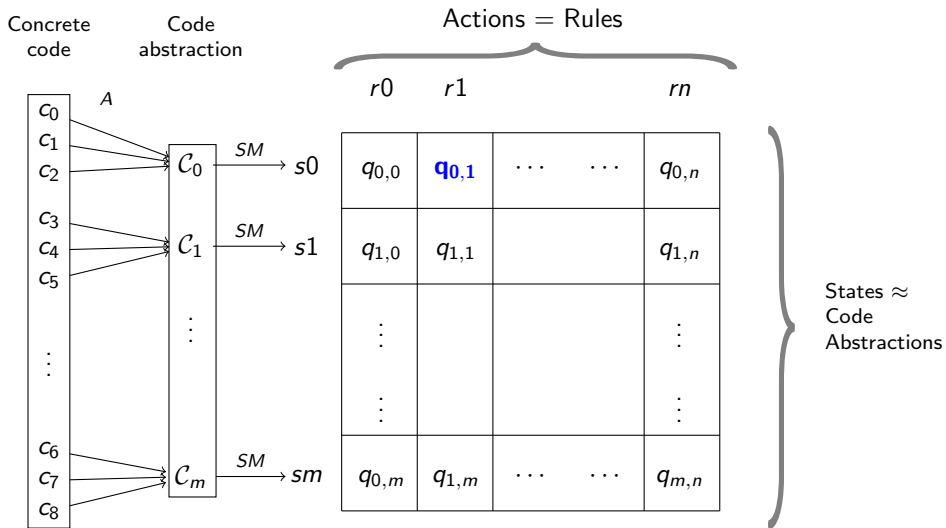 Concrete code
Code abstraction
Actions = Rules
A
r0 r1 rn
c₀
c₁
c₂
c₃
c₄
c₅
⋮
c₆
c₇
c₈
𝒞₀ SM s0
𝒞₁ SM s1
⋮
𝒞ₘ SM sm
q₀,₀ q₀,₁ ⋯ ⋯ q₀,ₙ
q₁,₀ q₁,₁ q₁,ₙ
⋮ ⋮
⋮ ⋮
q₀,ₘ q₁,ₘ ⋯ ⋯ qₘ,ₙ
States ≈
Code
Abstractions